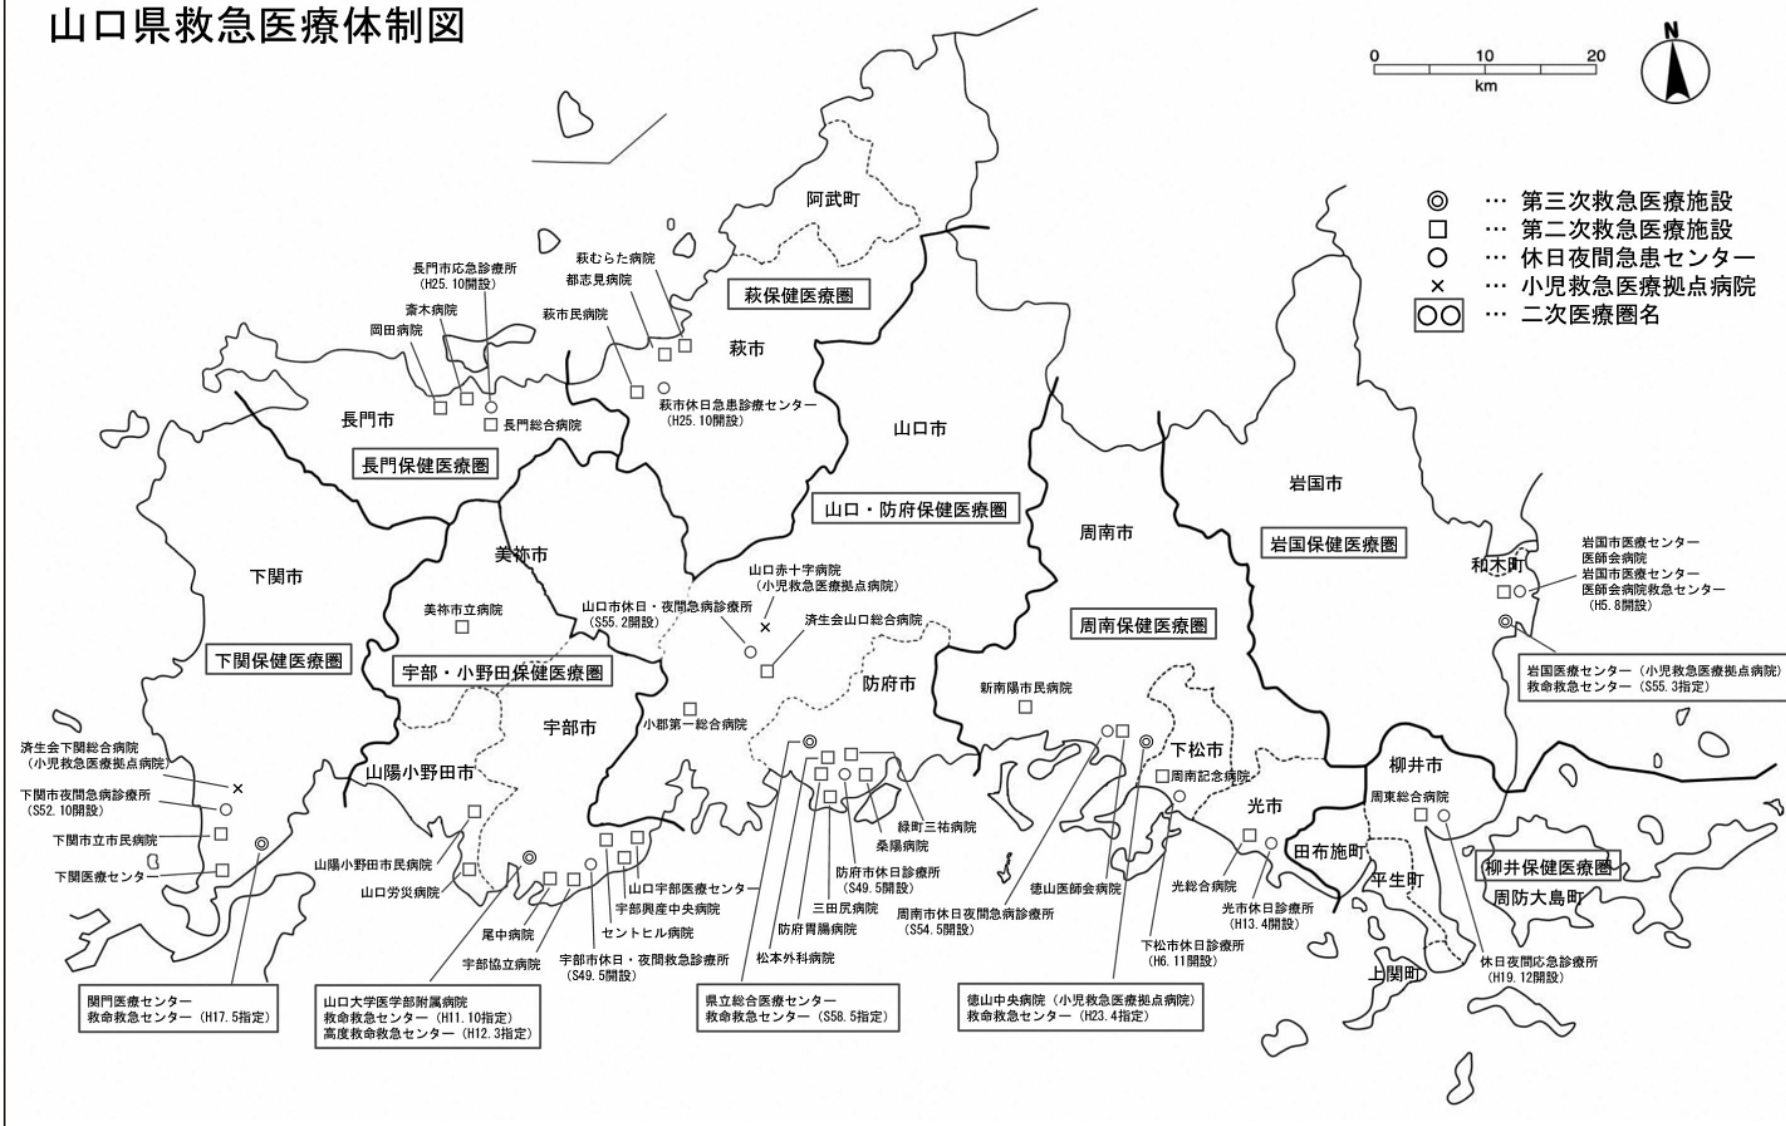 山口県救急医療体制図
0 10 20
km
N
◎ … 第三次救急医療施設
□ … 第二次救急医療施設
○ … 休日夜間急患センター
× … 小児救急医療拠点病院
○○ … 二次医療圏名
阿武町
萩むらた病院
都志見病院
萩市民病院
萩保健医療圏
萩市
萩市休日急患診療センター
(H25.10開設)
長門市応急診療所
(H25.10開設)
斎木病院
岡田病院
長門市
長門総合病院
長門保健医療圏
山口市
山口・防府保健医療圏
岩国市
岩国保健医療圏
周南市
周南保健医療圏
和木町
岩国市医療センター
医師会病院
岩国市医療センター
医師会病院救急センター
(H5.8開設)
岩国医療センター（小児救急医療拠点病院）
救命救急センター（S55.3指定）
下関市
下関保健医療圏
美祢市
美祢市立病院
宇部・小野田保健医療圏
山口赤十字病院
（小児救急医療拠点病院）
山口市休日・夜間急病診療所
(S55.2開設)
済生会山口総合病院
防府市
小郡第一総合病院
宇部市
山陽小野田市
新南陽市民病院
下松市
周南記念病院
光市
柳井市
周東総合病院
田布施町
平生町
柳井保健医療圏
周防大島町
上関町
済生会下関総合病院
（小児救急医療拠点病院）
下関市夜間急病診療所
(S52.10開設)
下関市立市民病院
下関医療センター
関門医療センター
救命救急センター（H17.5指定）
山陽小野田市民病院
山口労災病院
尾中病院
宇部協立病院
山口大学医学部附属病院
救命救急センター（H11.10指定）
高度救命救急センター（H12.3指定）
山口宇部医療センター
宇部興産中央病院
セントヒル病院
宇部市休日・夜間救急診療所
(S49.5開設)
緑町三祐病院
桑陽病院
防府市休日診療所
(S49.5開設)
三田尻病院
防府胃腸病院
松本外科病院
県立総合医療センター
救命救急センター（S58.5指定）
徳山医師会病院
周南市休日夜間急病診療所
(S54.5開設)
徳山中央病院（小児救急医療拠点病院）
救命救急センター（H23.4指定）
下松市休日診療所
(H6.11開設)
光総合病院
光市休日診療所
(H13.4開設)
休日夜間応急診療所
(H19.12開設)